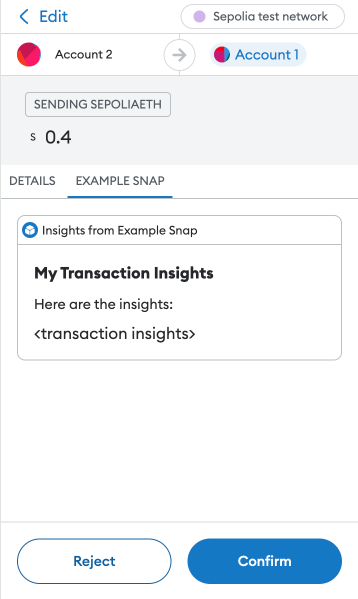 Edit
Sepolia test network
Account 2
Account 1
SENDING SEPOLIAETH
S 0.4
DETAILS
EXAMPLE SNAP
Insights from Example Snap
My Transaction Insights
Here are the insights:
<transaction insights>
Reject
Confirm